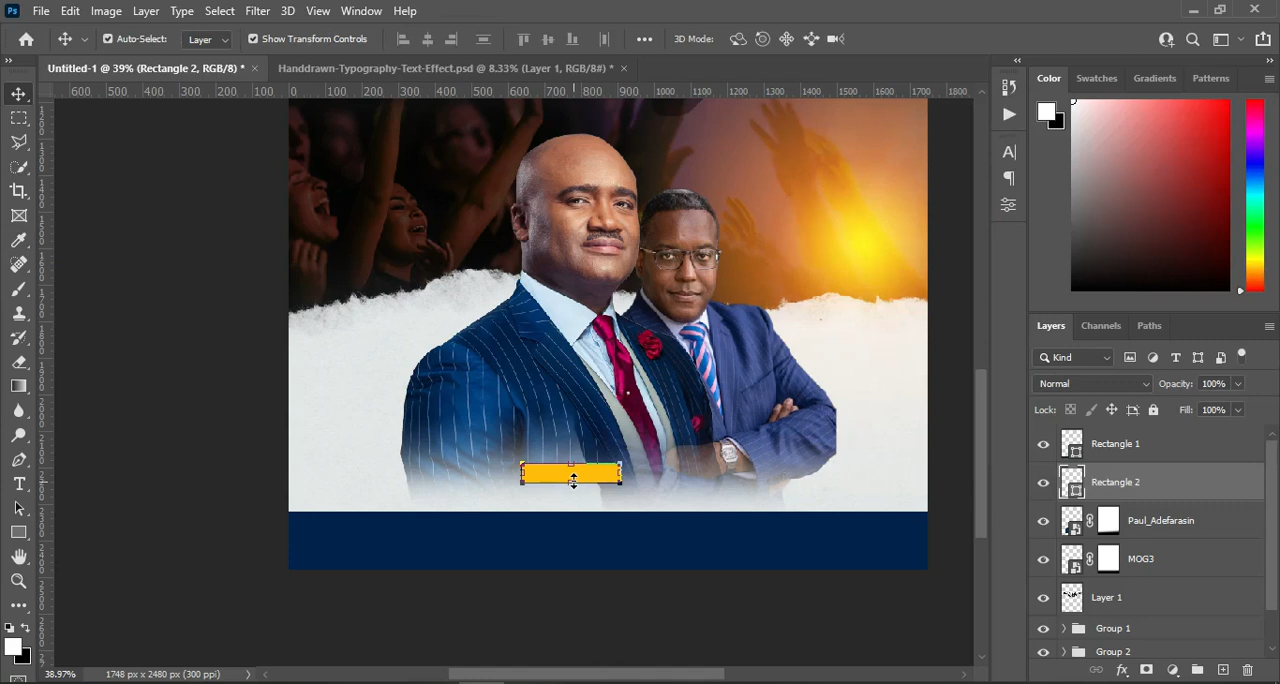 Ps File Edit Image Layer Type Select Filter 3D View Window Help
Auto-Select: Layer Show Transform Controls 3D Mode:
Untitled-1 @ 39% (Rectangle 2, RGB/8) * × Handdrawn-Typography-Text-Effect.psd @ 8.33% (Layer 1, RGB/8#) * ×
600 500 400 300 200 100 0 100 200 300 400 500 600 700 800 900 1000 1100 1200 1300 1400 1500 1600 1700 1800
Color Swatches Gradients Patterns
Layers Channels Paths
Kind
Normal Opacity: 100%
Lock: Fill: 100%
Rectangle 1
Rectangle 2
Paul_Adefarasin
MOG3
Layer 1
Group 1
Group 2
38.97% 1748 px x 2480 px (300 ppi)